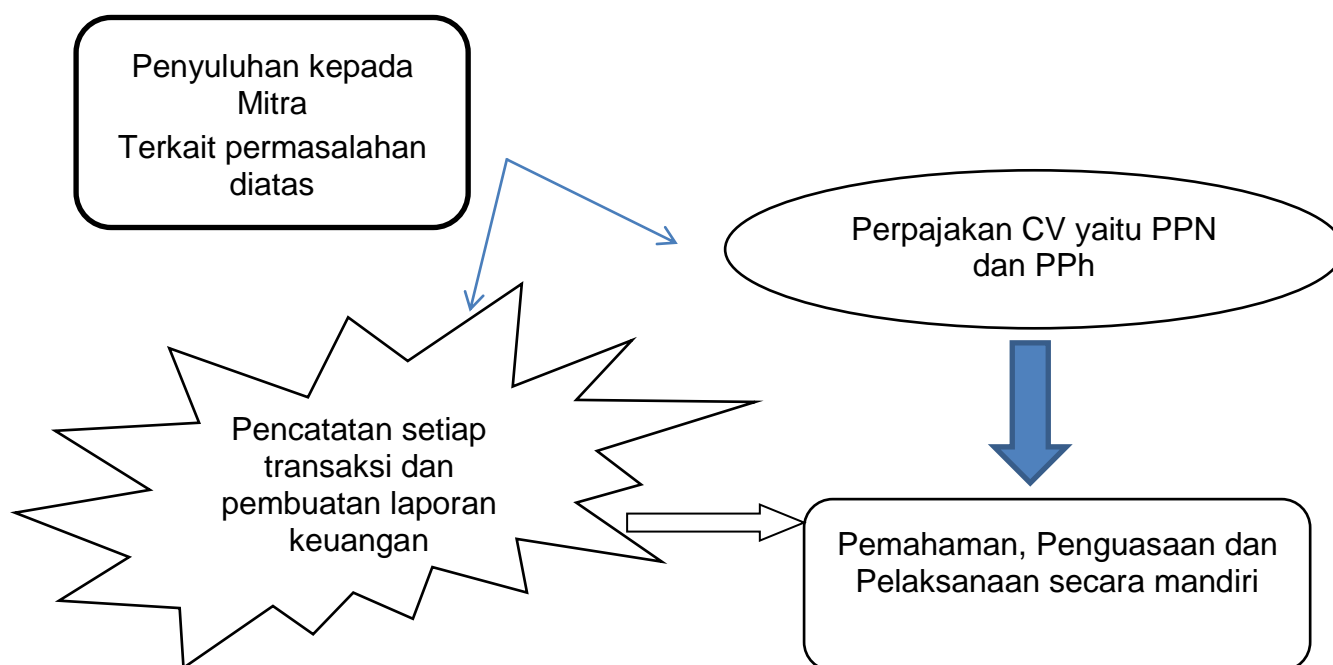 Penyuluhan kepada
Mitra
Terkait permasalahan
diatas
Perpajakan CV yaitu PPN
dan PPh
Pencatatan setiap
transaksi dan
pembuatan laporan
keuangan
Pemahaman, Penguasaan dan
Pelaksanaan secara mandiri